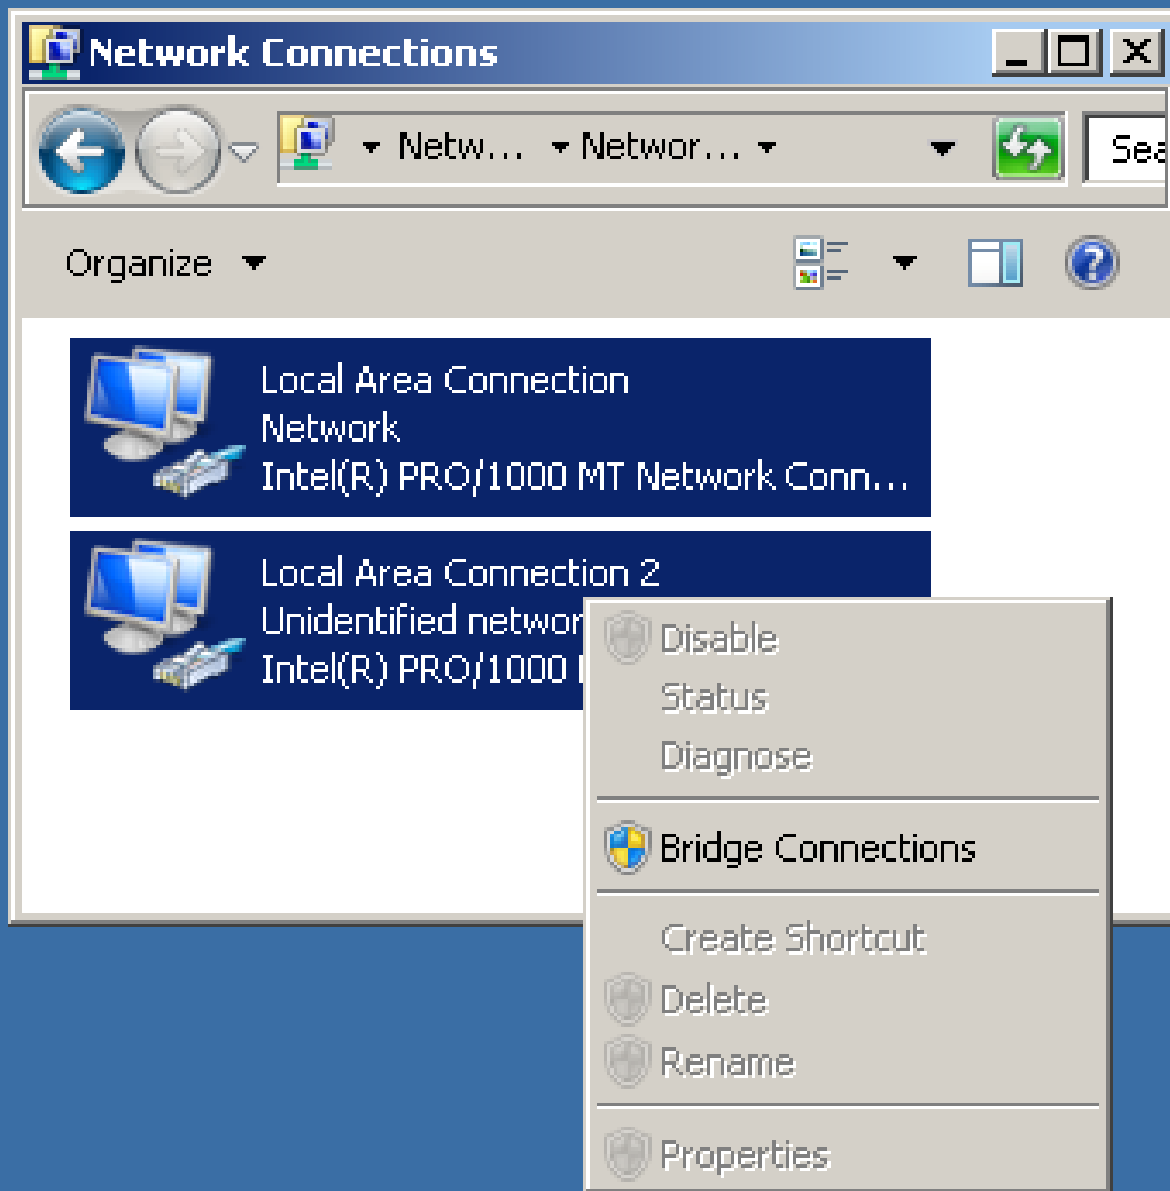 Network Connections
Netw... Networ... Sea
Organize
Local Area Connection
Network
Intel(R) PRO/1000 MT Network Conn...
Local Area Connection 2
Unidentified networ
Intel(R) PRO/1000
Disable
Status
Diagnose
Bridge Connections
Create Shortcut
Delete
Rename
Properties